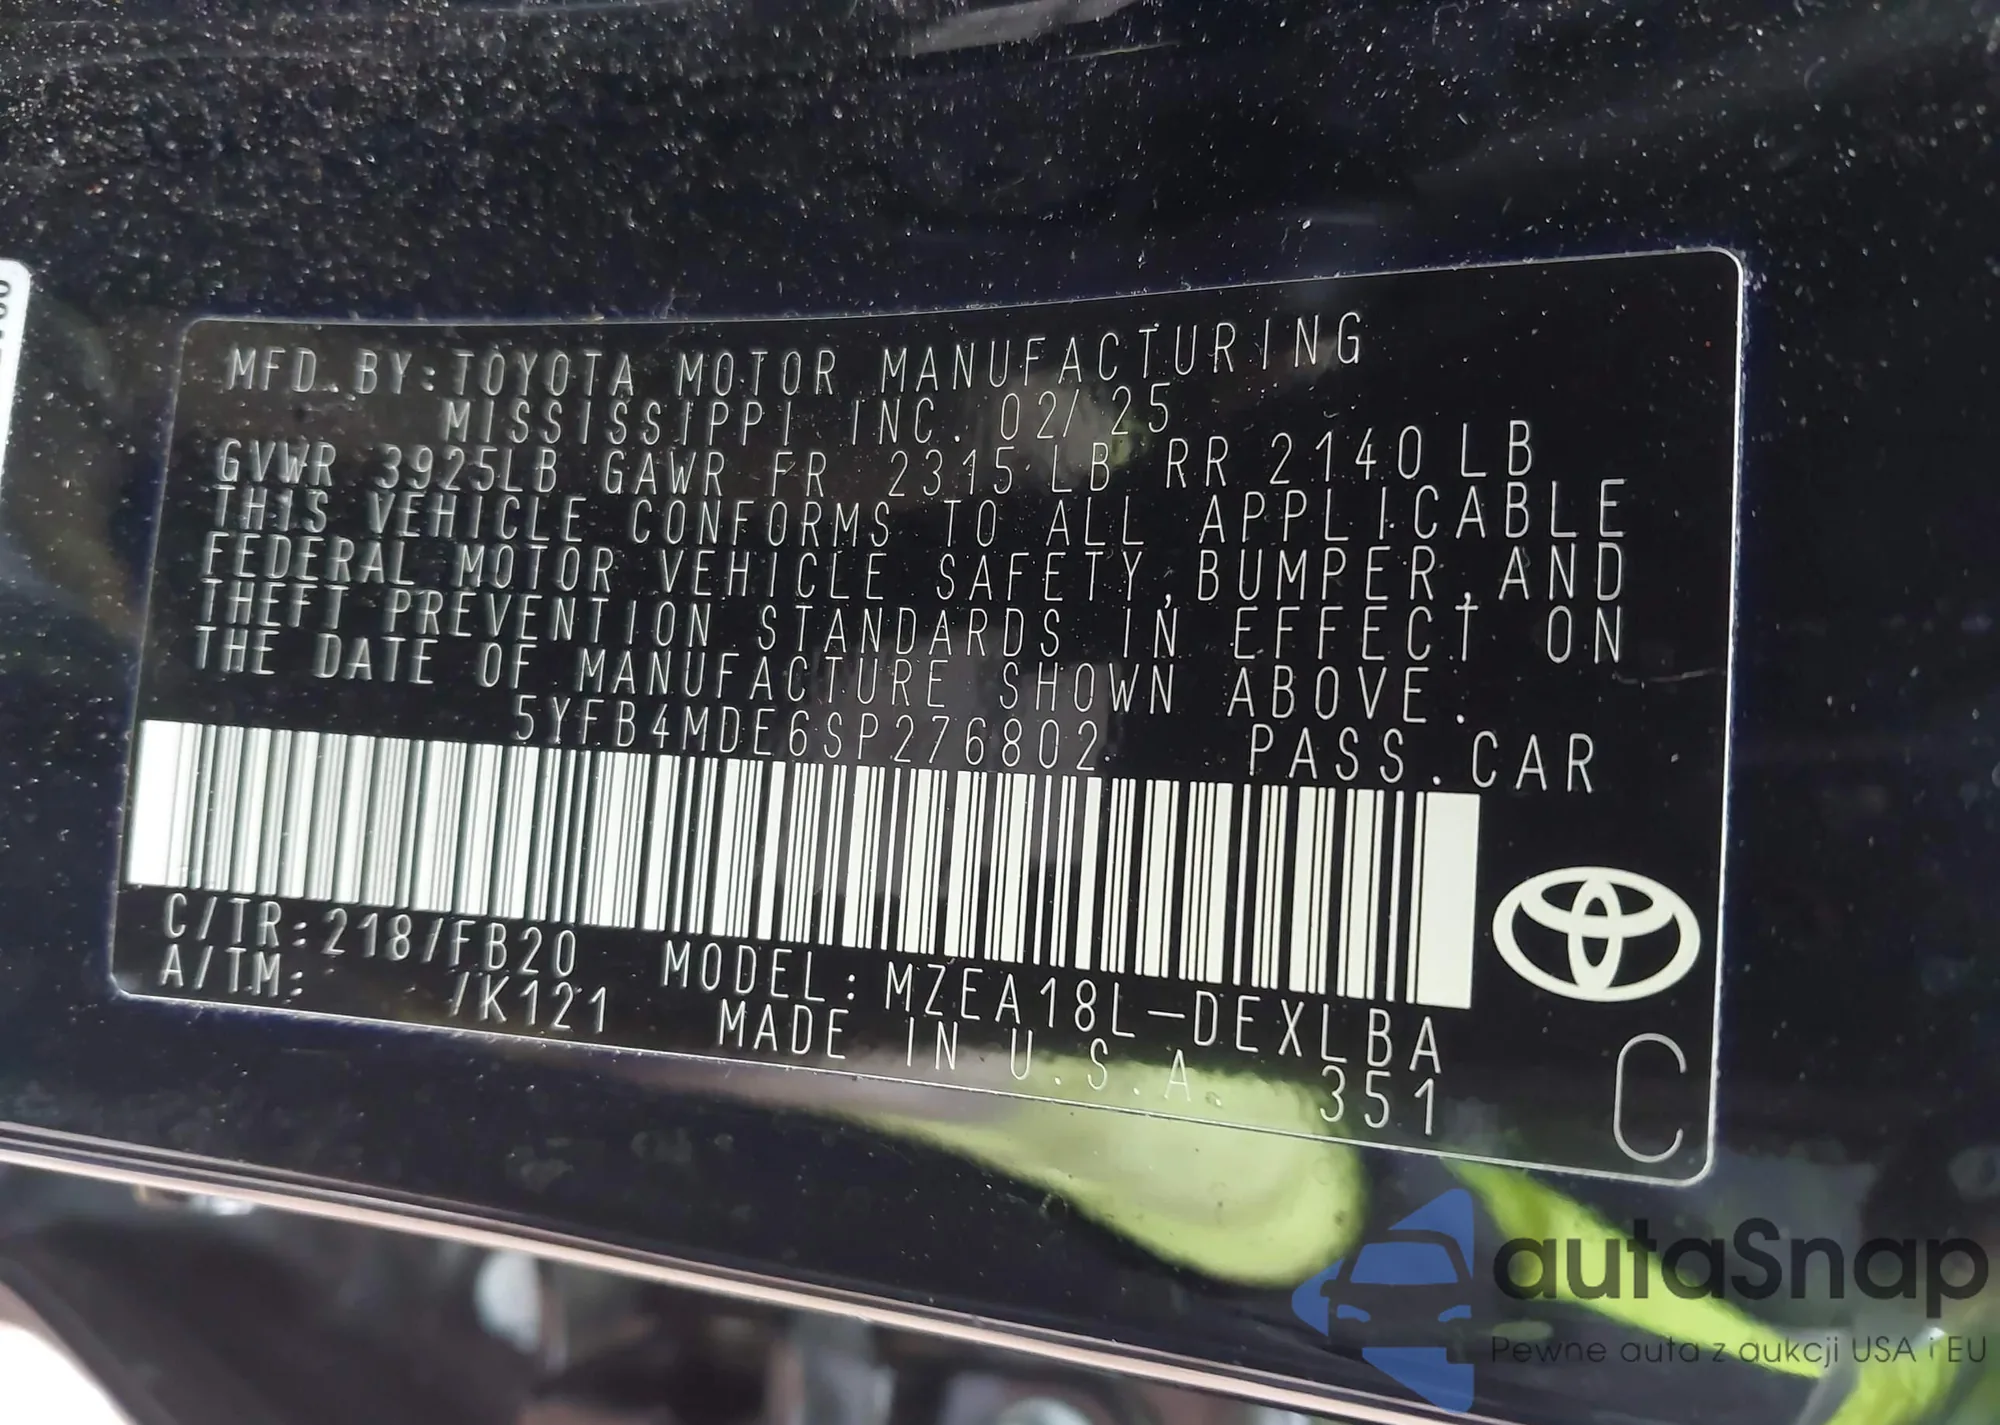 MFD. BY: TOYOTA MOTOR MANUFACTURING
MISSISSIPPI, INC. 02/25
GVWR 3925LB GAWR FR 2315 LB RR 2140 LB
THIS VEHICLE CONFORMS TO ALL APPLICABLE
FEDERAL MOTOR VEHICLE SAFETY, BUMPER, AND
THEFT PREVENTION STANDARDS IN EFFECT ON
THE DATE OF MANUFACTURE SHOWN ABOVE.
5YFB4MDE6SP276802 PASS. CAR
C/TR: 218/FB20 MODEL: MZEA18L-DEXLBA
A/TM: /K121 MADE IN U.S.A. 351
C
autaSnap
Pewne auta z aukcji USA i EU